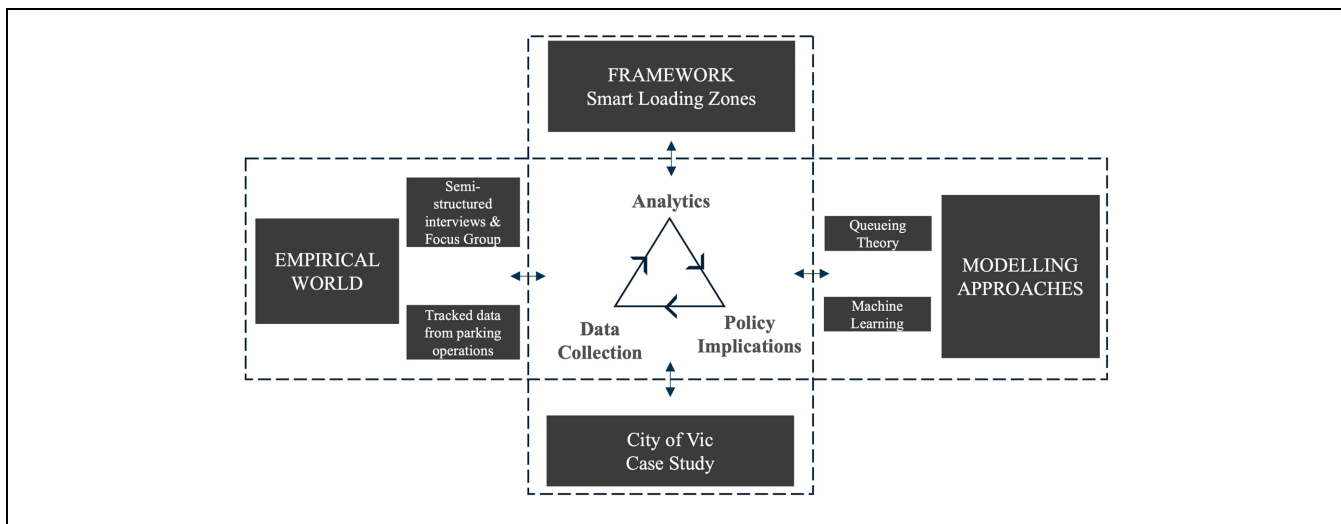 FRAMEWORK
Smart Loading Zones
Semi-
structured
interviews &
Focus Group
EMPIRICAL
WORLD
Tracked data
from parking
operations
Analytics
Data
Collection
Policy
Implications
Queueing
Theory
Machine
Learning
MODELLING
APPROACHES
City of Vic
Case Study